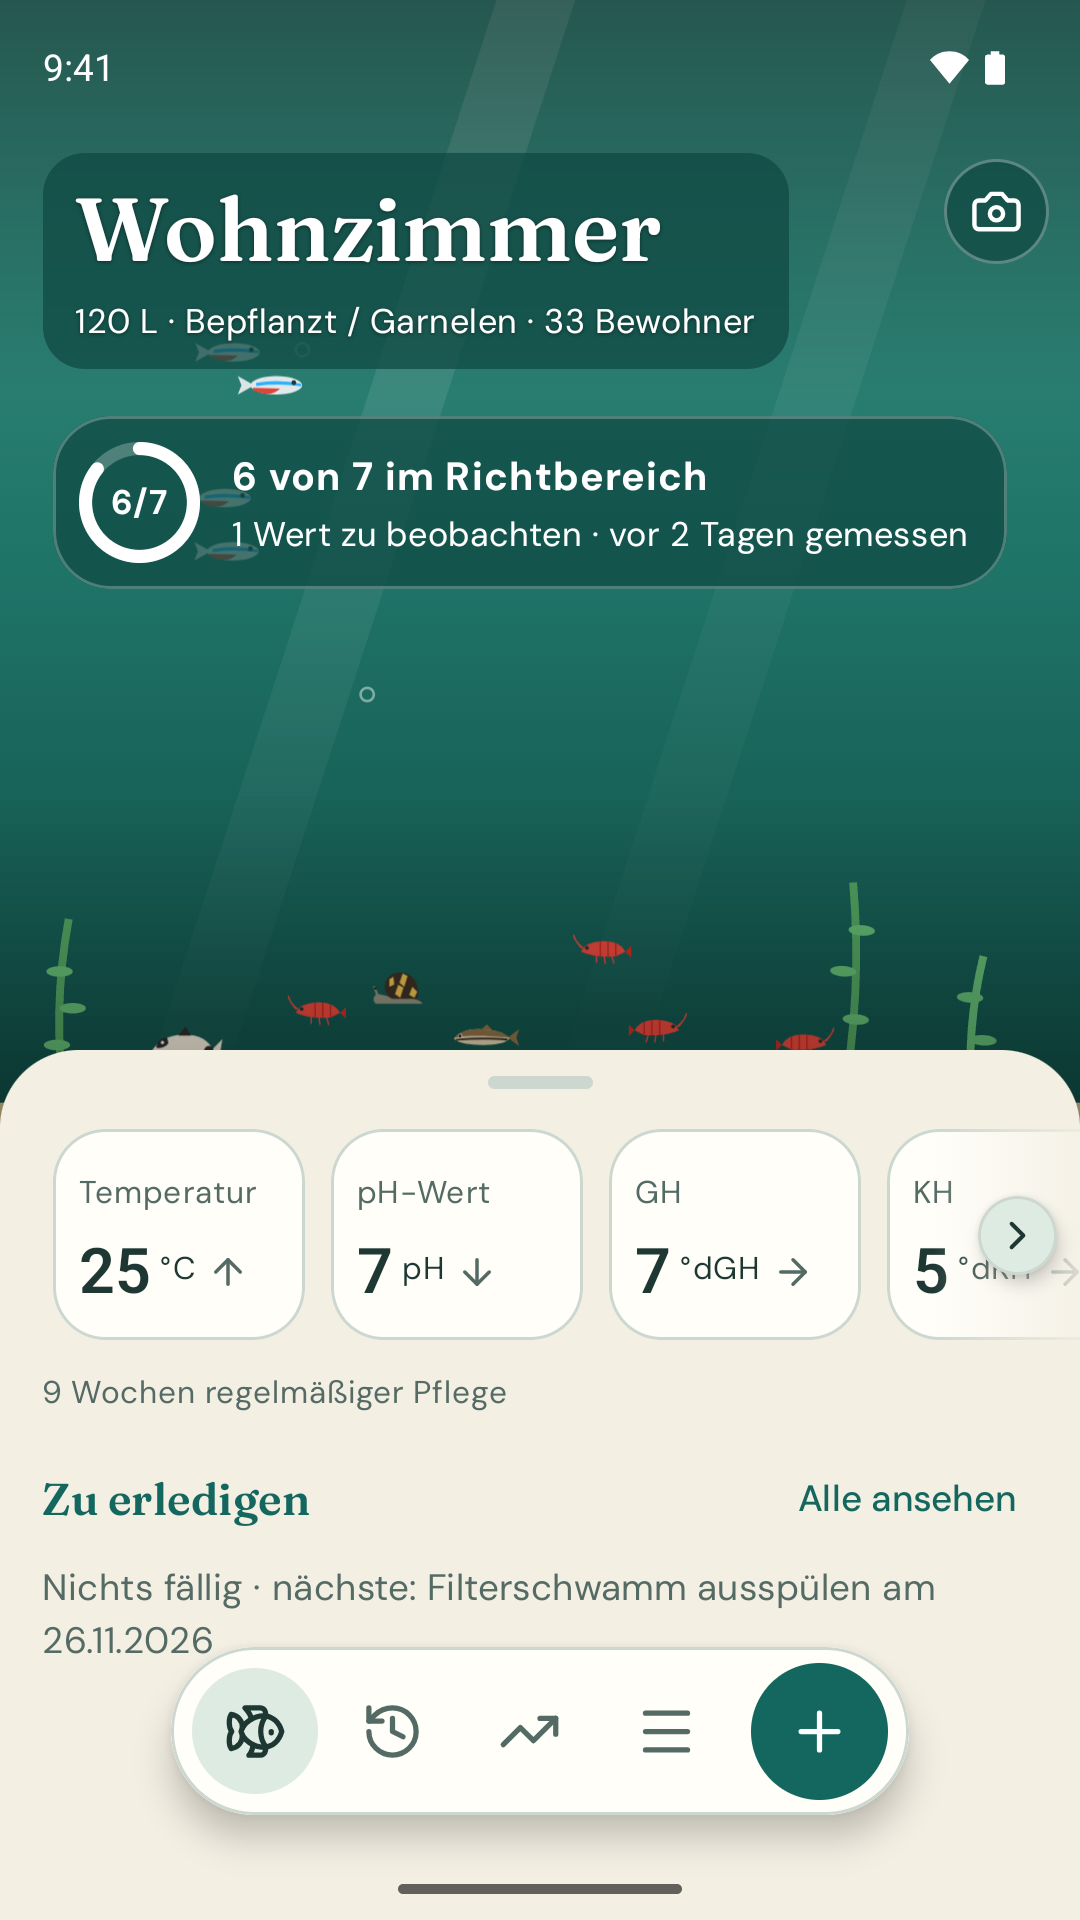 9:41
Wohnzimmer
120 L · Bepflanzt / Garnelen · 33 Bewohner
6/7
6 von 7 im Richtbereich
1 Wert zu beobachten · vor 2 Tagen gemessen
Temperatur
25 °C
pH-Wert
7 pH
GH
7 °dGH
KH
5
9 Wochen regelmäßiger Pflege
Zu erledigen
Alle ansehen
Nichts fällig · nächste: Filterschwamm ausspülen am
26.11.2026